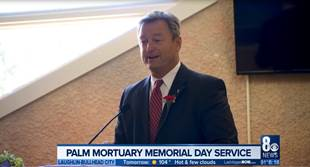 8
NEWS
PALM MORTUARY MEMORIAL DAY SERVICE
LAUGHLIN-BULLHEAD CITY
Tomorrow 104° Hot & few clouds